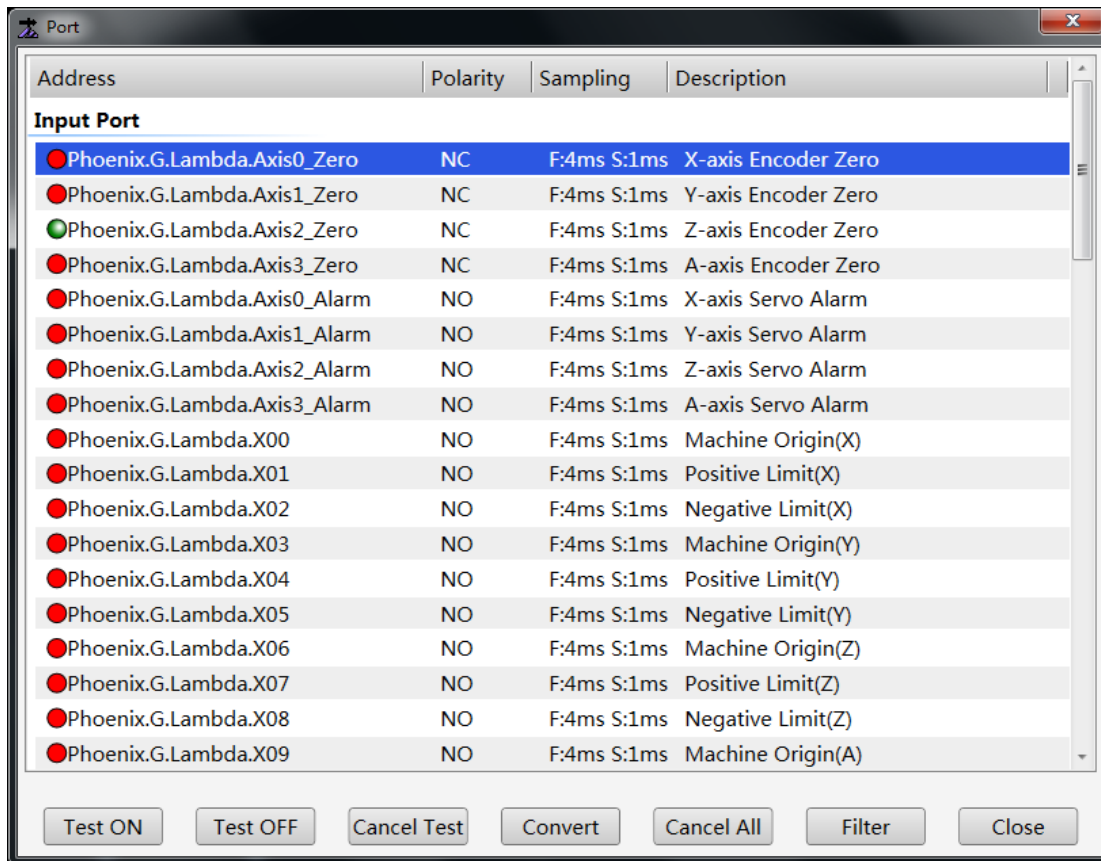 Port
Address Polarity Sampling Description
Input Port
Phoenix.G.Lambda.Axis0_Zero NC F:4ms S:1ms X-axis Encoder Zero
Phoenix.G.Lambda.Axis1_Zero NC F:4ms S:1ms Y-axis Encoder Zero
Phoenix.G.Lambda.Axis2_Zero NC F:4ms S:1ms Z-axis Encoder Zero
Phoenix.G.Lambda.Axis3_Zero NC F:4ms S:1ms A-axis Encoder Zero
Phoenix.G.Lambda.Axis0_Alarm NO F:4ms S:1ms X-axis Servo Alarm
Phoenix.G.Lambda.Axis1_Alarm NO F:4ms S:1ms Y-axis Servo Alarm
Phoenix.G.Lambda.Axis2_Alarm NO F:4ms S:1ms Z-axis Servo Alarm
Phoenix.G.Lambda.Axis3_Alarm NO F:4ms S:1ms A-axis Servo Alarm
Phoenix.G.Lambda.X00 NO F:4ms S:1ms Machine Origin(X)
Phoenix.G.Lambda.X01 NO F:4ms S:1ms Positive Limit(X)
Phoenix.G.Lambda.X02 NO F:4ms S:1ms Negative Limit(X)
Phoenix.G.Lambda.X03 NO F:4ms S:1ms Machine Origin(Y)
Phoenix.G.Lambda.X04 NO F:4ms S:1ms Positive Limit(Y)
Phoenix.G.Lambda.X05 NO F:4ms S:1ms Negative Limit(Y)
Phoenix.G.Lambda.X06 NO F:4ms S:1ms Machine Origin(Z)
Phoenix.G.Lambda.X07 NO F:4ms S:1ms Positive Limit(Z)
Phoenix.G.Lambda.X08 NO F:4ms S:1ms Negative Limit(Z)
Phoenix.G.Lambda.X09 NO F:4ms S:1ms Machine Origin(A)
Test ON Test OFF Cancel Test Convert Cancel All Filter Close